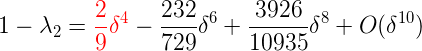 1 − λ₂ = 2/9 δ⁴ − 232/729 δ⁶ + 3926/10935 δ⁸ + O(δ¹⁰)